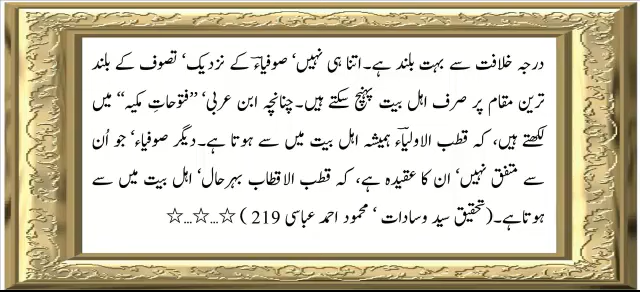 درجہ خلافت سے بہت بلند ہے۔اتنا ہی نہیں‘ صوفیاءؔ کے نزدیک‘ تصوف کے بلند
ترین مقام پر صرف اہل بیت پہنچ سکتے ہیں۔چنانچہ ابن عربی‘ ’’فتوحاتِ مکیہ‘‘ میں
لکھتے ہیں، کہ قطب الاولیاءؔ ہمیشہ اہل بیت میں سے ہوتا ہے۔دیگر صوفیاء‘ جو اُن
سے متفق نہیں‘ ان کا عقیدہ ہے، کہ قطب الاقطاب بہرحال‘ اہل بیت میں سے
ہوتاہے۔(تحقیق سید وسادات ‘ محمود احمد عباسی 219 ) ☆...☆...☆